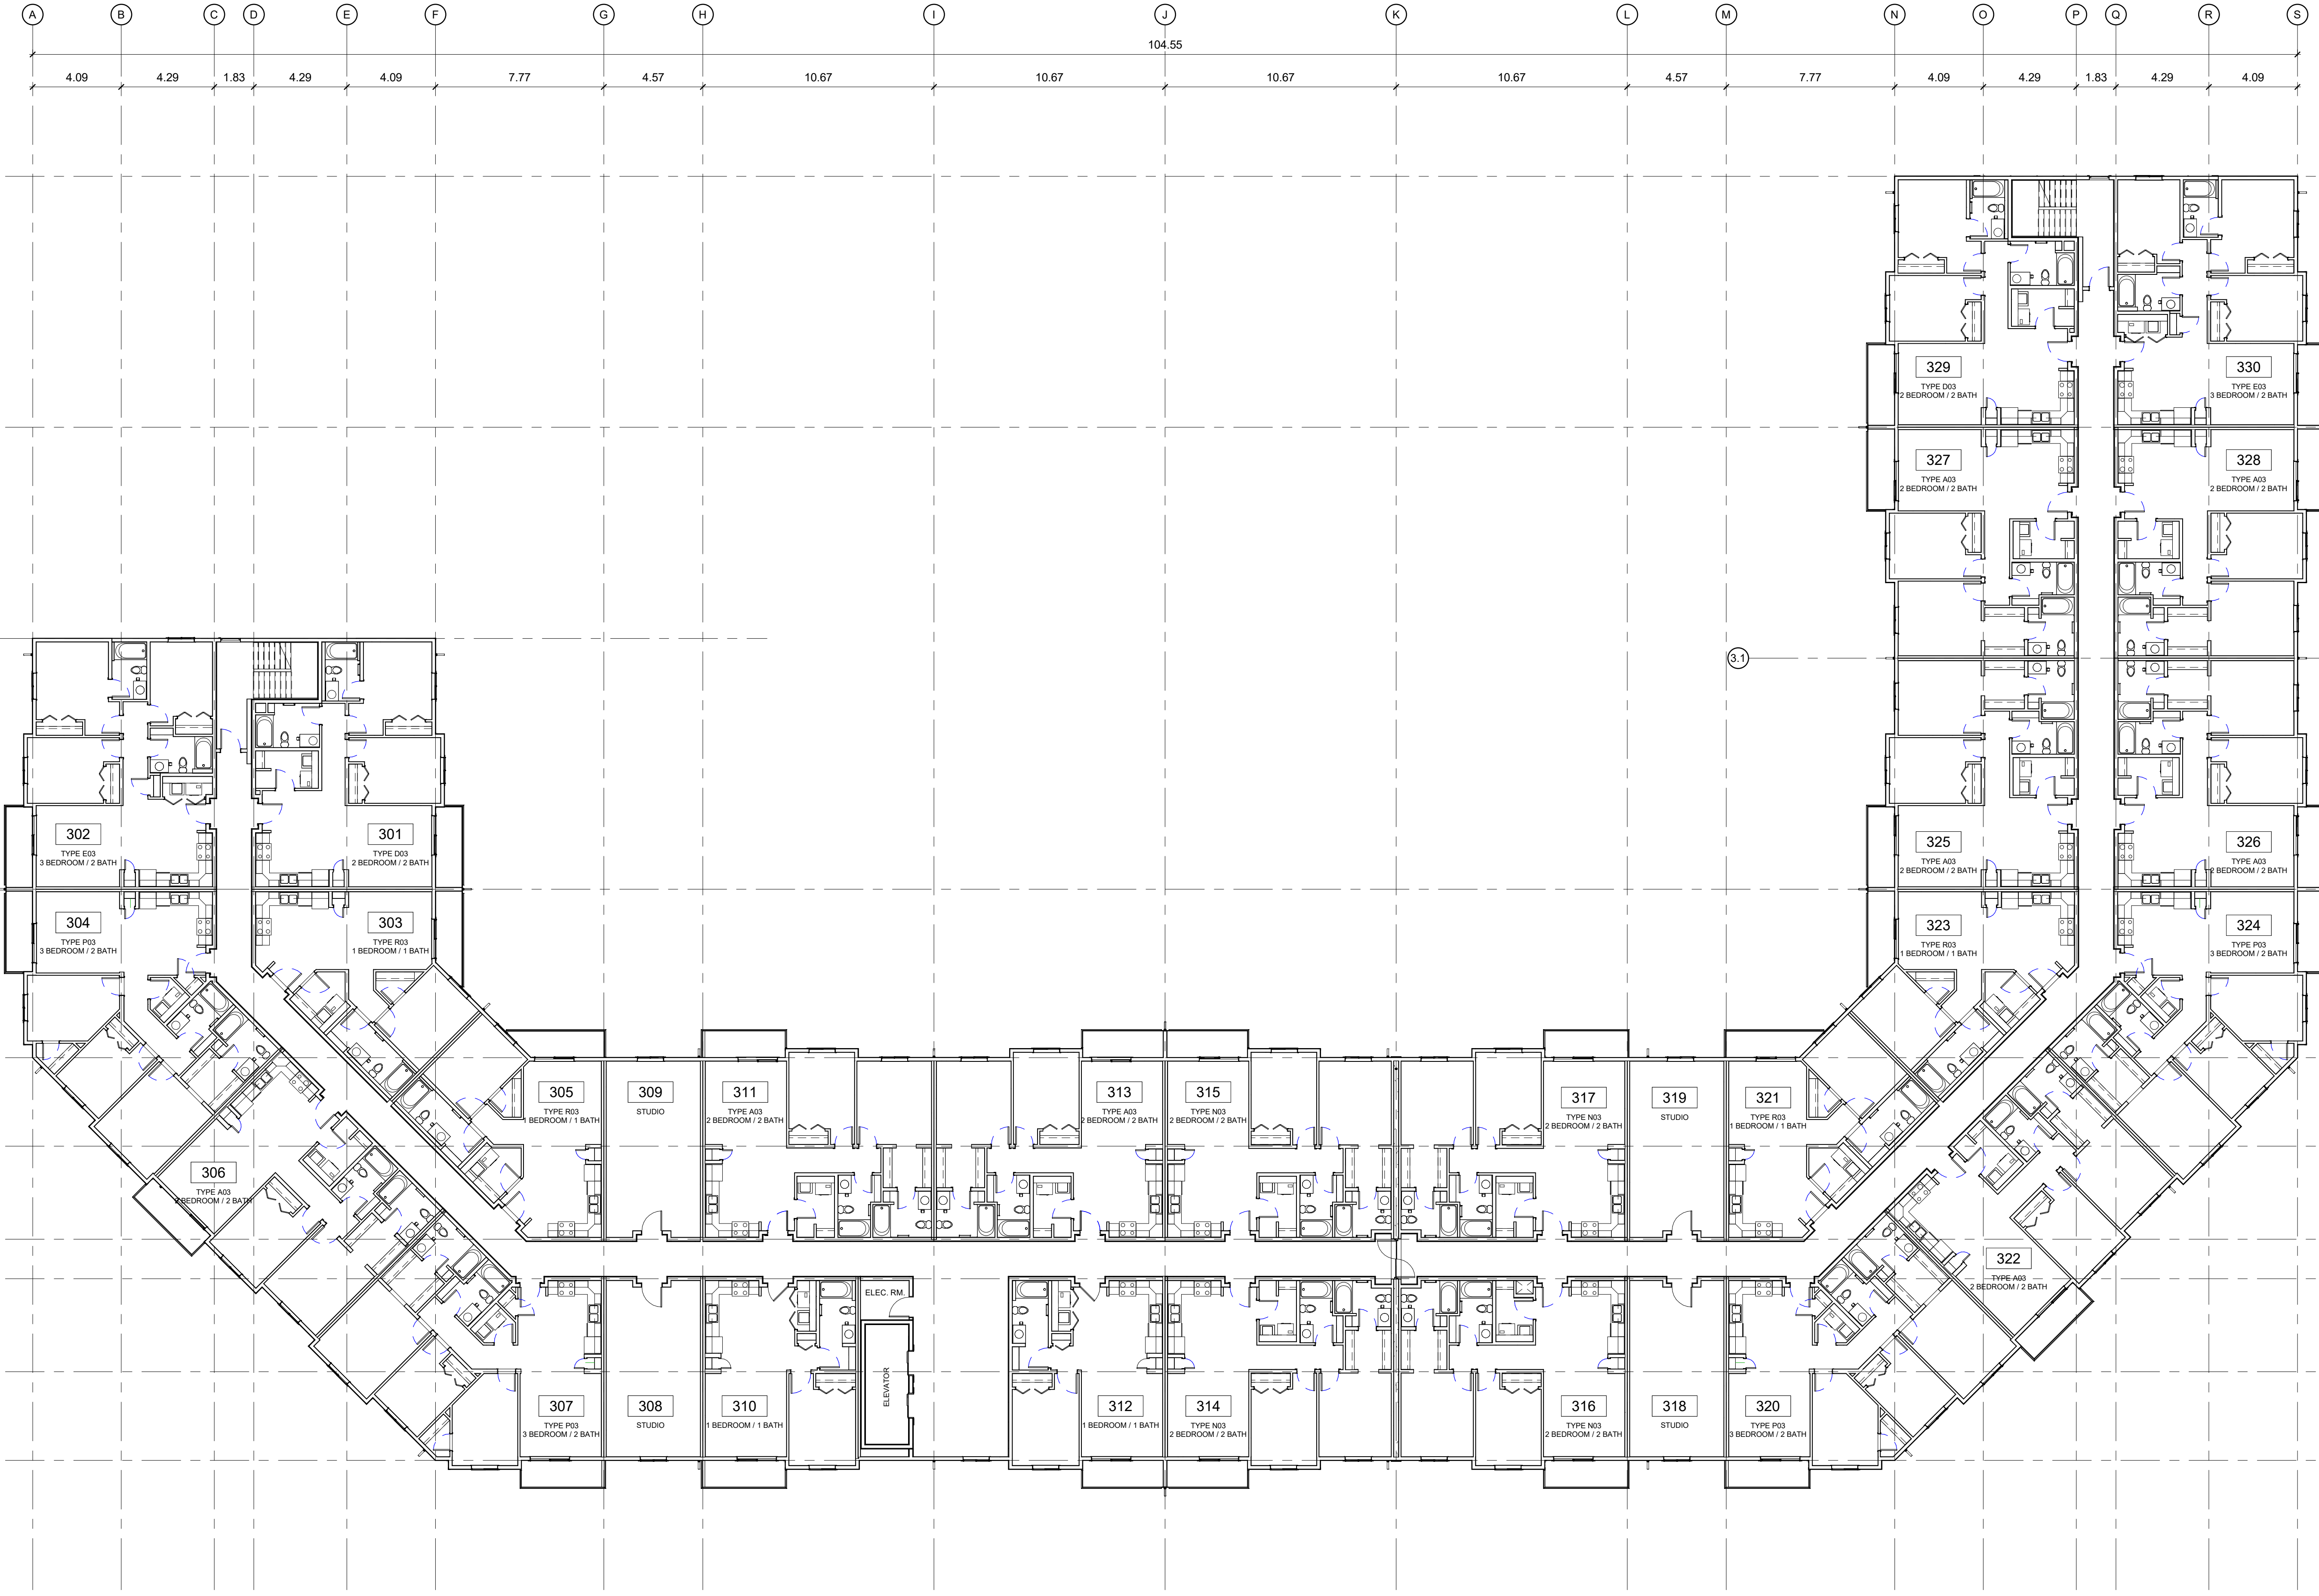 A B C D E F G H I J K L M N O P Q R S
104.55
4.09 4.29 1.83 4.29 4.09 7.77 4.57 10.67 10.67 10.67 10.67 4.57 7.77 4.09 4.29 1.83 4.29 4.09
329
TYPE D03
2 BEDROOM / 2 BATH
330
TYPE E03
3 BEDROOM / 2 BATH
327
TYPE A03
2 BEDROOM / 2 BATH
328
TYPE A03
2 BEDROOM / 2 BATH
3.1
302
TYPE E03
3 BEDROOM / 2 BATH
301
TYPE D03
2 BEDROOM / 2 BATH
325
TYPE A03
2 BEDROOM / 2 BATH
326
TYPE A03
2 BEDROOM / 2 BATH
304
TYPE P03
3 BEDROOM / 2 BATH
303
TYPE R03
1 BEDROOM / 1 BATH
323
TYPE R03
1 BEDROOM / 1 BATH
324
TYPE P03
3 BEDROOM / 2 BATH
305
TYPE R03
1 BEDROOM / 1 BATH
309
STUDIO
311
TYPE A03
2 BEDROOM / 2 BATH
313
TYPE A03
2 BEDROOM / 2 BATH
315
TYPE N03
2 BEDROOM / 2 BATH
317
TYPE N03
2 BEDROOM / 2 BATH
319
STUDIO
321
TYPE R03
1 BEDROOM / 1 BATH
306
TYPE A03
2 BEDROOM / 2 BATH
322
TYPE A03
2 BEDROOM / 2 BATH
ELEC. RM.
ELEVATOR
307
TYPE P03
3 BEDROOM / 2 BATH
308
STUDIO
310
1 BEDROOM / 1 BATH
312
1 BEDROOM / 1 BATH
314
TYPE N03
2 BEDROOM / 2 BATH
316
TYPE N03
2 BEDROOM / 2 BATH
318
STUDIO
320
TYPE P03
3 BEDROOM / 2 BATH